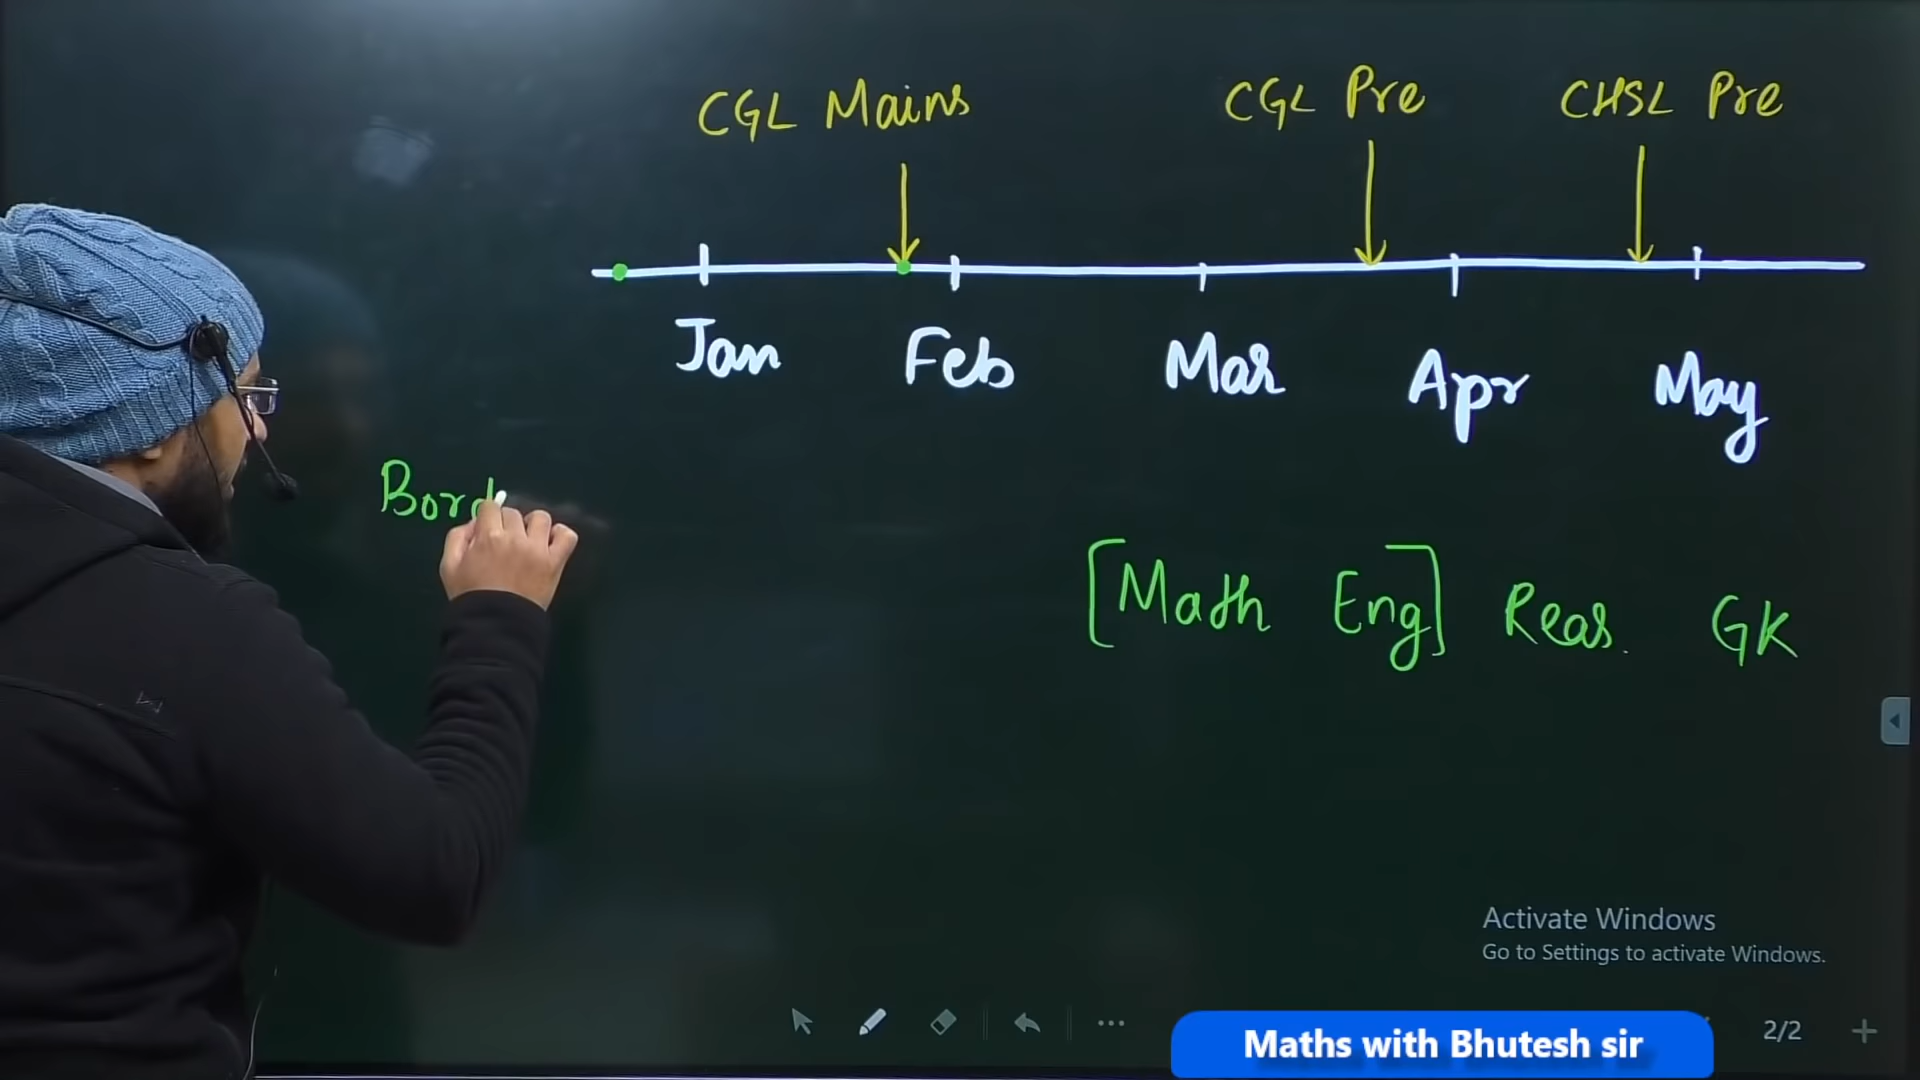 CGL Mains CGL Pre CHSL Pre
Jan Feb Mar Apr May
Bord
[Math Eng] Reas. GK
Activate Windows
Go to Settings to activate Windows.
Maths with Bhutesh sir
2/2